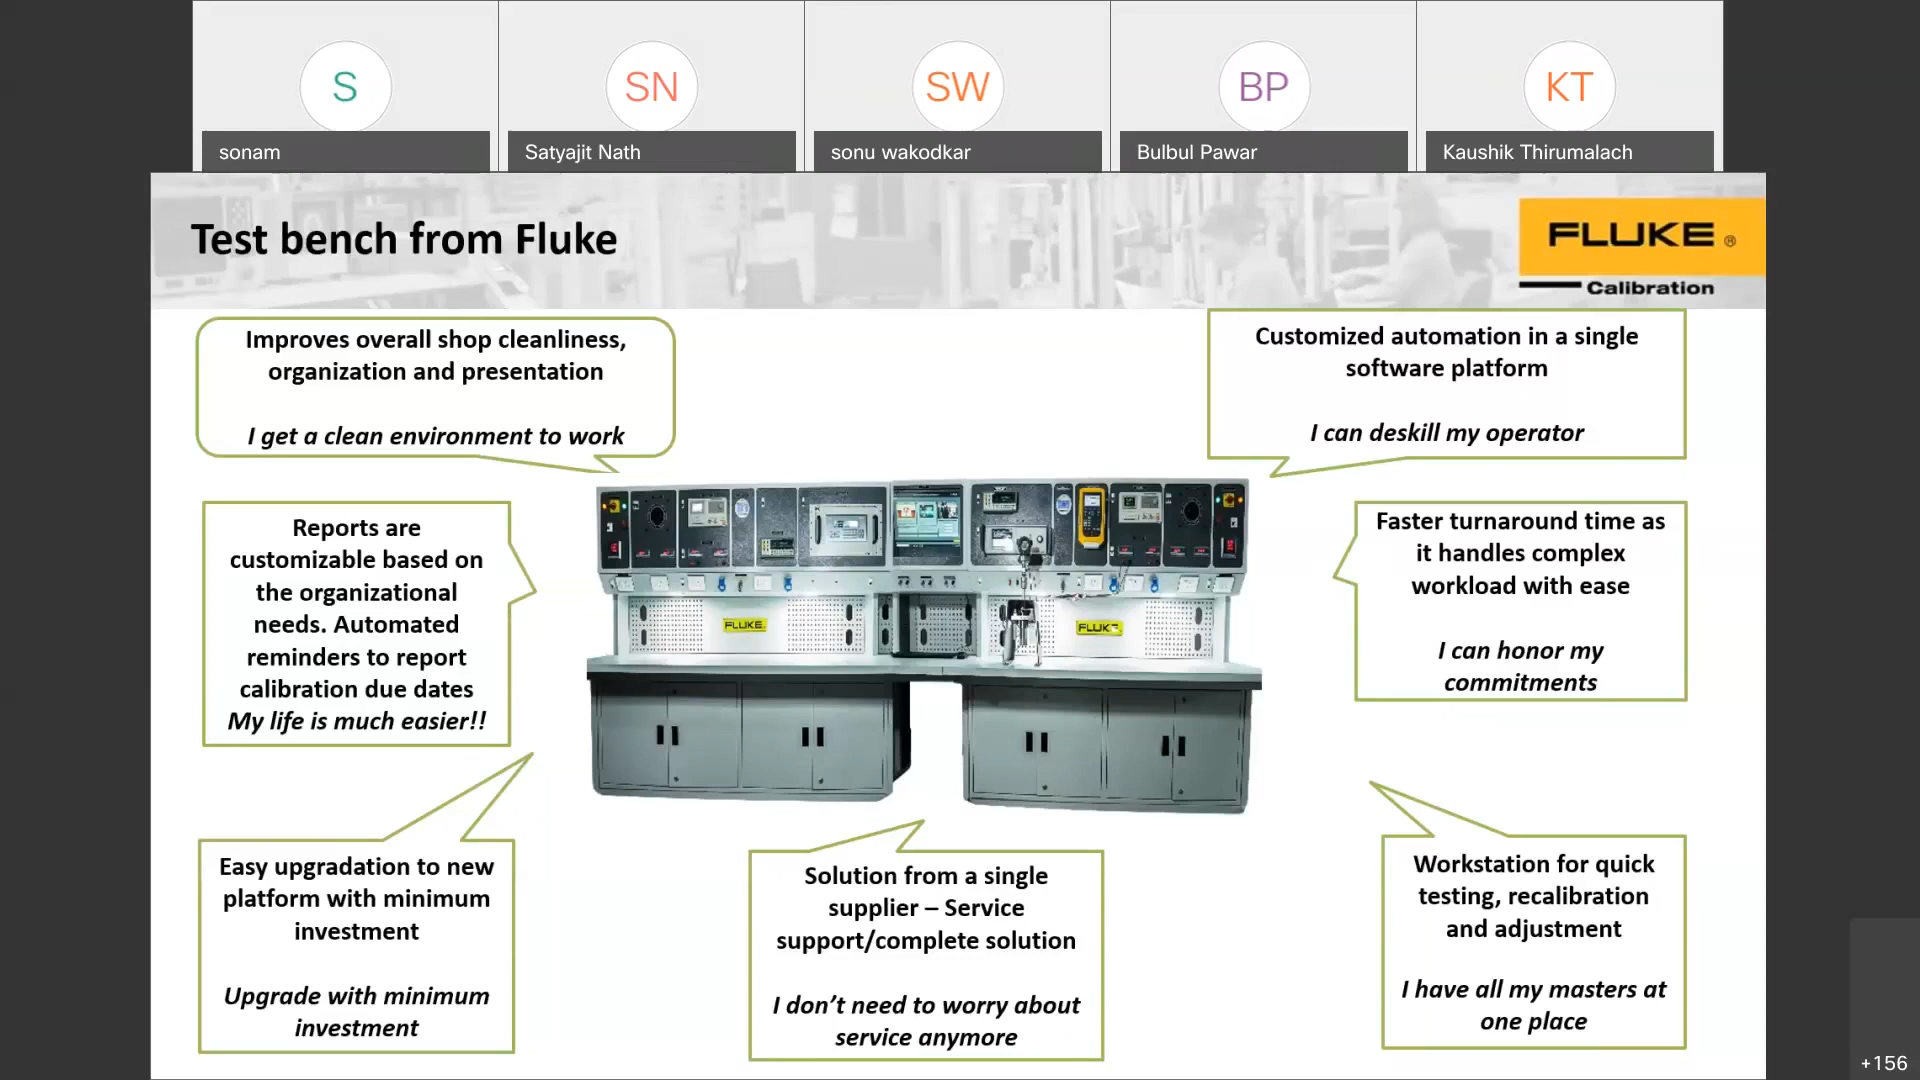 S
SN
SW
BP
KT
sonam
Satyajit Nath
sonu wakodkar
Bulbul Pawar
Kaushik Thirumalach
Test bench from Fluke
FLUKE ®
Calibration
Improves overall shop cleanliness,
organization and presentation
I get a clean environment to work
Customized automation in a single
software platform
I can deskill my operator
Reports are
customizable based on
the organizational
needs. Automated
reminders to report
calibration due dates
My life is much easier!!
Faster turnaround time as
it handles complex
workload with ease
I can honor my
commitments
FLUKE
FLUKE
Easy upgradation to new
platform with minimum
investment
Upgrade with minimum
investment
Solution from a single
supplier – Service
support/complete solution
I don’t need to worry about
service anymore
Workstation for quick
testing, recalibration
and adjustment
I have all my masters at
one place
+156